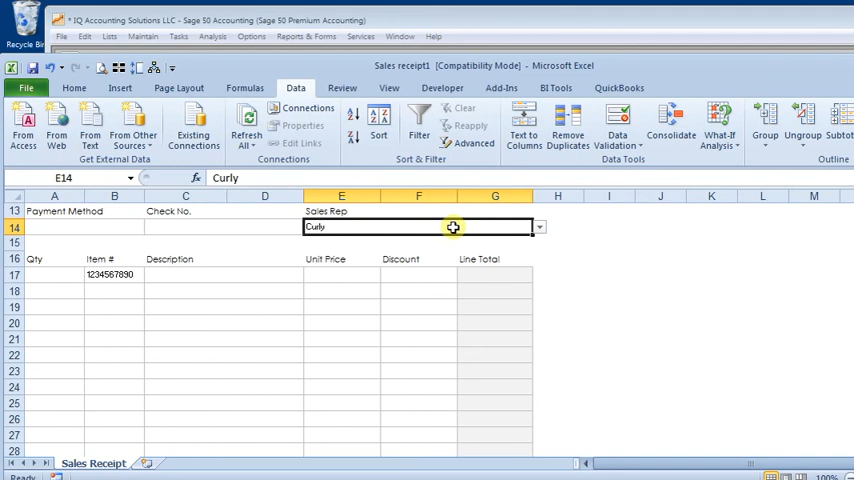 * IQ Accounting Solutions LLC - Sage 50 Accounting (Sage 50 Premium Accounting)
File Edit Lists Maintain Tasks Analysis Options Reports & Forms Services Window Help
Recycle Bin
Sales receipt1 [Compatibility Mode] - Microsoft Excel
File Home Insert Page Layout Formulas Data Review View Developer Add-Ins BI Tools QuickBooks
From Access From Web From Text From Other Sources Existing Connections Refresh All Connections Properties Edit Links Sort Filter Clear Reapply Advanced Text to Columns Remove Duplicates Data Validation Consolidate What-If Analysis Group Ungroup Subtot
Get External Data Connections Sort & Filter Data Tools Outline
E14 fx Curly
A B C D E F G H I J K L M
13 Payment Method Check No. Sales Rep
14 Curly
15
16 Qty Item # Description Unit Price Discount Line Total
17 1234567890
18
19
20
21
22
23
24
25
26
27
28
Sales Receipt
Ready 100%